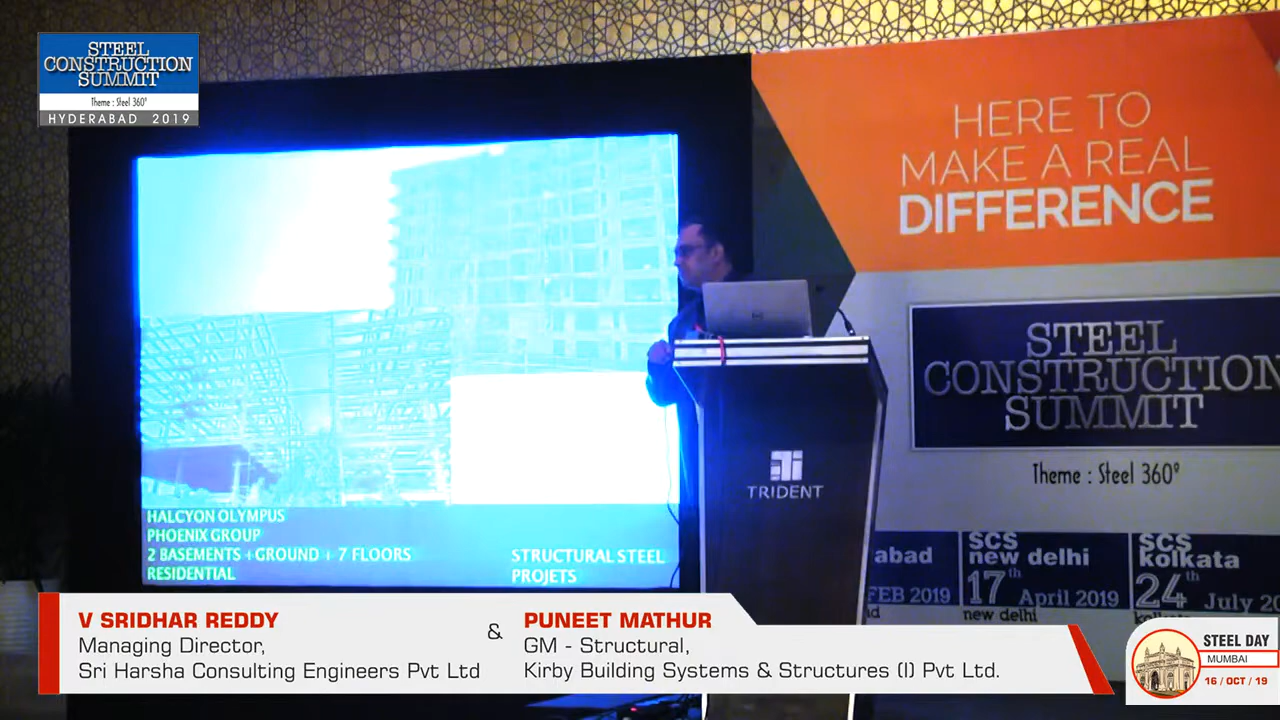 STEEL
CONSTRUCTION
SUMMIT
Theme : Steel 360°
HYDERABAD 2019
HERE TO
MAKE A REAL
DIFFERENCE
STEEL
CONSTRUCTION
SUMMIT
Theme : Steel 360°
TRIDENT
HALCYON OLYMPUS
PHOENIX GROUP
2 BASEMENTS +GROUND + 7 FLOORS
RESIDENTIAL
STRUCTURAL STEEL
PROJETS
abad
FEB 2019
SCS
new delhi
17th April 2019
new delhi
SCS
kolkata
24th July 20
V SRIDHAR REDDY
Managing Director,
Sri Harsha Consulting Engineers Pvt Ltd
&
PUNEET MATHUR
GM - Structural,
Kirby Building Systems & Structures (I) Pvt Ltd.
STEEL DAY
MUMBAI
16 / OCT / 19